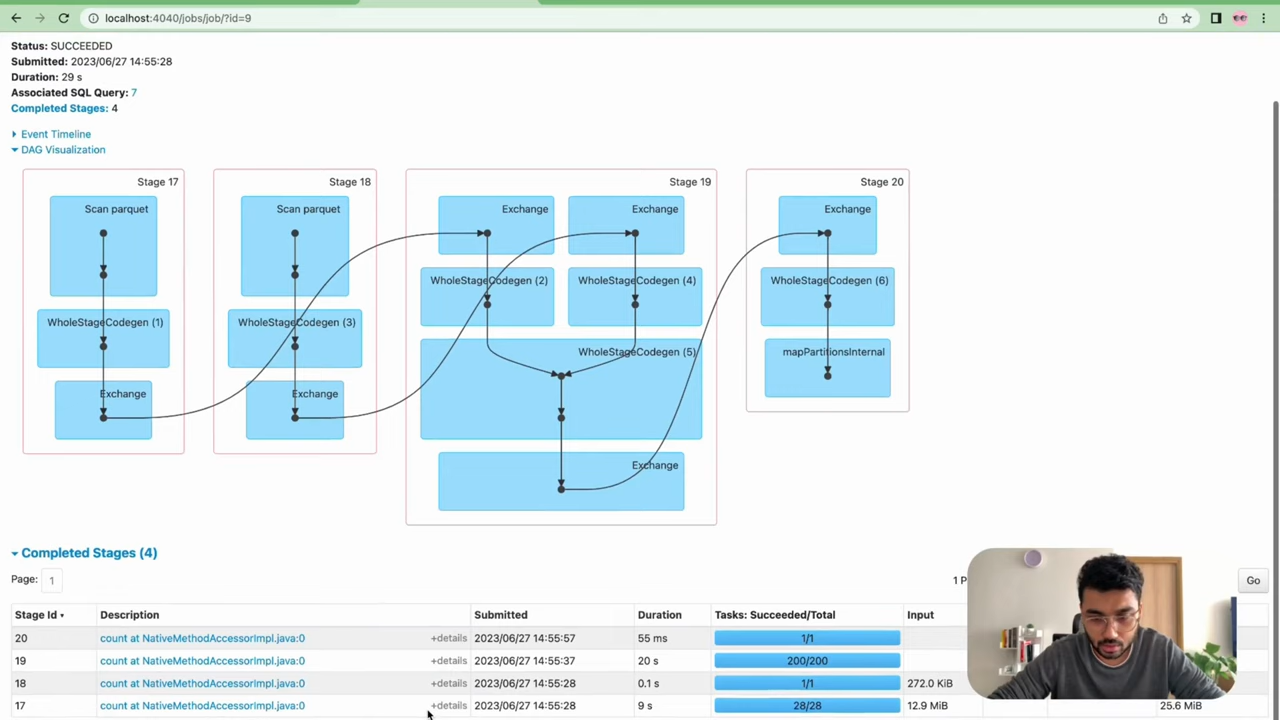 localhost:4040/jobs/job/?id=9
Status: SUCCEEDED
Submitted: 2023/06/27 14:55:28
Duration: 29 s
Associated SQL Query: 7
Completed Stages: 4
Event Timeline
DAG Visualization
Stage 17
Scan parquet
WholeStageCodegen (1)
Exchange
Stage 18
Scan parquet
WholeStageCodegen (3)
Exchange
Stage 19
Exchange
Exchange
WholeStageCodegen (2)
WholeStageCodegen (4)
WholeStageCodegen (5)
Exchange
Stage 20
Exchange
WholeStageCodegen (6)
mapPartitionsInternal
Completed Stages (4)
Page: 1
1 P
Go
Stage Id Description Submitted Duration Tasks: Succeeded/Total Input
20 count at NativeMethodAccessorImpl.java:0 +details 2023/06/27 14:55:57 55 ms 1/1
19 count at NativeMethodAccessorImpl.java:0 +details 2023/06/27 14:55:37 20 s 200/200
18 count at NativeMethodAccessorImpl.java:0 +details 2023/06/27 14:55:28 0.1 s 1/1 272.0 KiB
17 count at NativeMethodAccessorImpl.java:0 +details 2023/06/27 14:55:28 9 s 28/28 12.9 MiB 25.6 MiB